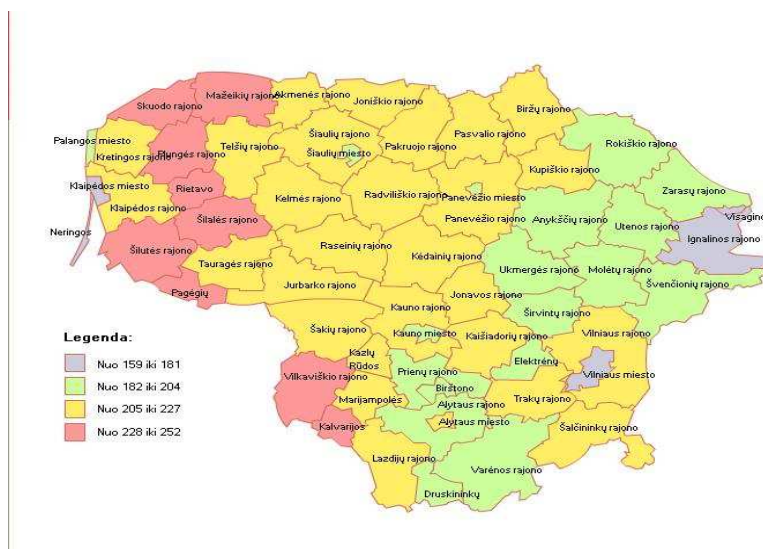 Skuodo rajono
Mažeikių rajono
Akmenės rajono
Joniškio rajono
Biržų rajono
Pasvalio rajono
Pakruojo rajono
Šiaulių rajono
Šiaulių miesto
Telšių rajono
Palangos miesto
Kretingos rajono
Plungės rajono
Rokiškio rajono
Kupiškio rajono
Zarasų rajono
Klaipėdos miesto
Rietavo
Kelmės rajono
Radviliškio rajono
Panevėžio miesto
Klaipėdos rajono
Panevėžio rajono
Anykščių rajono
Utenos rajono
Visagino
Neringos
Šilalės rajono
Ignalinos rajono
Šilutės rajono
Raseinių rajono
Kėdainių rajono
Tauragės rajono
Ukmergės rajono
Molėtų rajono
Švenčionių rajono
Pagėgių
Jurbarko rajono
Jonavos rajono
Kauno rajono
Širvintų rajono
Šakių rajono
Kauno miesto
Kaišiadorių rajono
Vilniaus rajono
Legenda:
Nuo 159 iki 181
Nuo 182 iki 204
Nuo 205 iki 227
Nuo 228 iki 252
Kazlų
Rūdos
Elektrėnų
Vilkaviškio rajono
Prienų rajono
Vilniaus miesto
Birštono
Marijampolės
Alytaus rajono
Trakų rajono
Kalvarijos
Alytaus miesto
Šalčininkų rajono
Lazdijų rajono
Varėnos rajono
Druskininkų